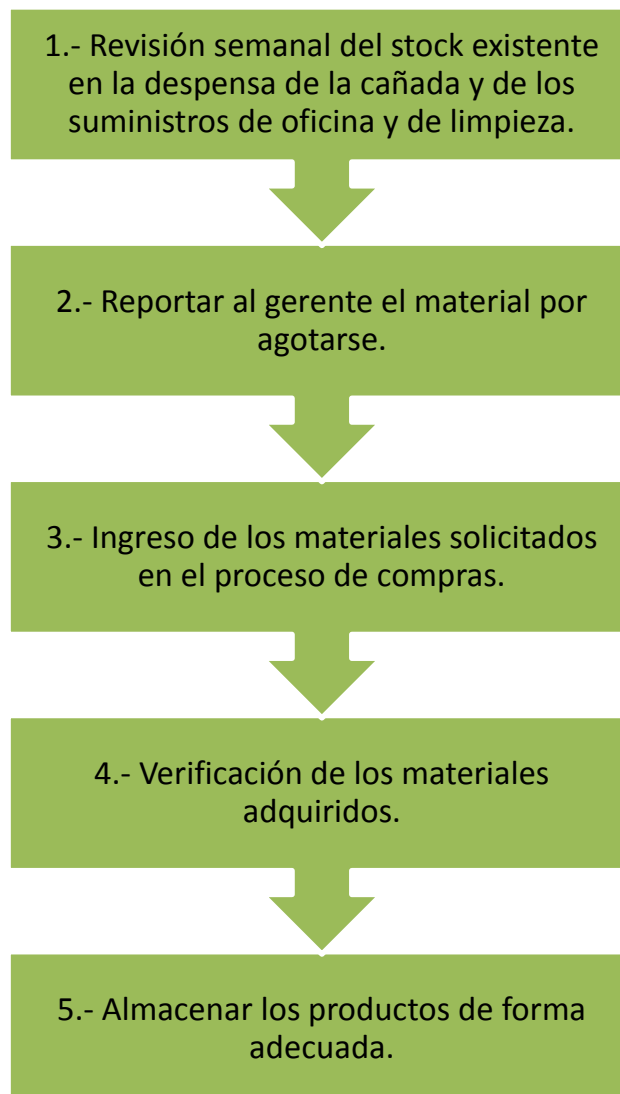 1.- Revisión semanal del stock existente
en la despensa de la cañada y de los
suministros de oficina y de limpieza.
2.- Reportar al gerente el material por
agotarse.
3.- Ingreso de los materiales solicitados
en el proceso de compras.
4.- Verificación de los materiales
adquiridos.
5.- Almacenar los productos de forma
adecuada.